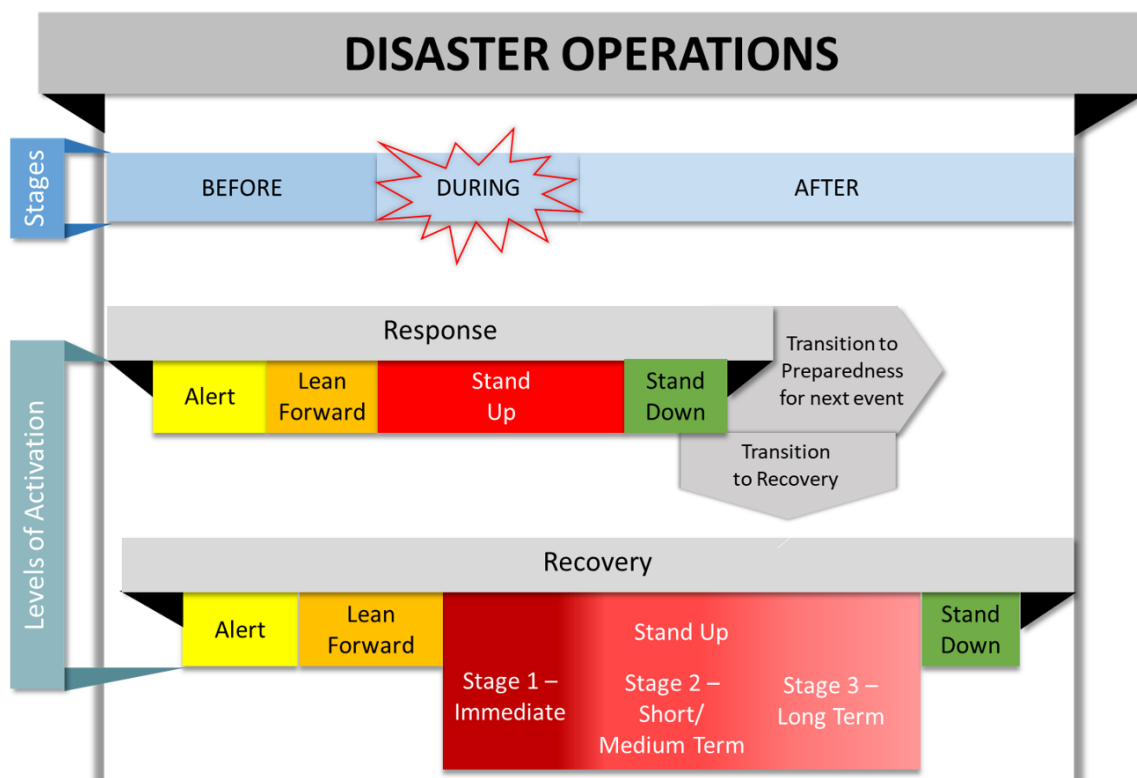 DISASTER OPERATIONS
Stages
BEFORE
DURING
AFTER
Levels of Activation
Response
Alert
Lean
Forward
Stand
Up
Stand
Down
Transition to
Preparedness
for next event
Transition
to Recovery
Recovery
Alert
Lean
Forward
Stand Up
Stage 1 –
Immediate
Stage 2 –
Short/
Medium Term
Stage 3 –
Long Term
Stand
Down